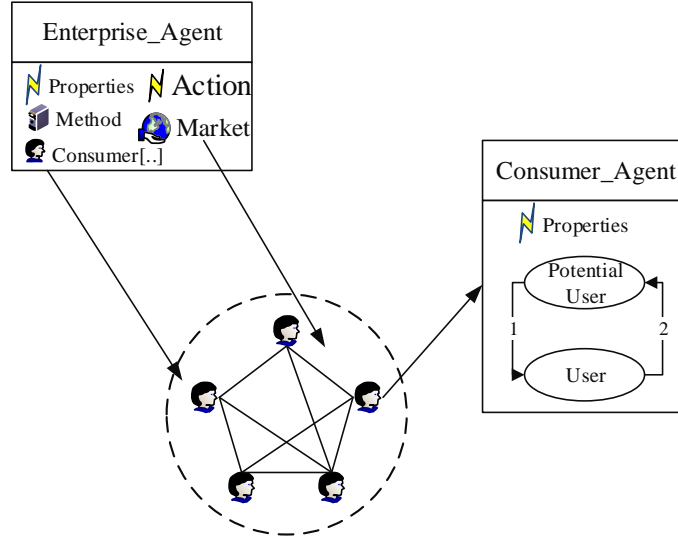 Enterprise_Agent
Properties Action
Method Market
Consumer[..]
Consumer_Agent
Properties
Potential
User
1 2
User